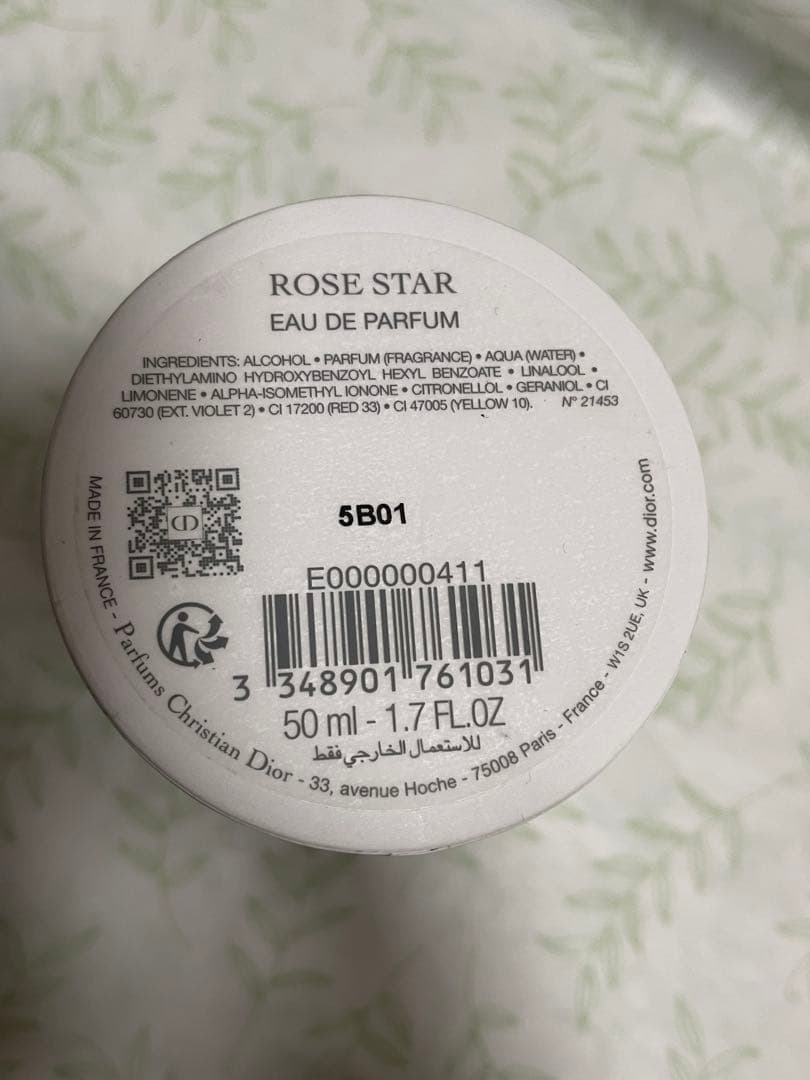 ROSE STAR
EAU DE PARFUM
INGREDIENTS: ALCOHOL • PARFUM (FRAGRANCE) • AQUA (WATER) •
DIETHYLAMINO HYDROXYBENZOYL HEXYL BENZOATE • LINALOOL •
LIMONENE • ALPHA-ISOMETHYL IONONE • CITRONELLOL • GERANIOL • CI
60730 (EXT. VIOLET 2) • CI 17200 (RED 33) • CI 47005 (YELLOW 10). N° 21453
CD
5B01
E000000411
3 348901 761031
50 ml - 1.7 FL.OZ
للاستعمال الخارجي فقط
MADE IN FRANCE - Parfums Christian Dior - 33, avenue Hoche - 75008 Paris - France - W1S 2UE, UK - www.dior.com